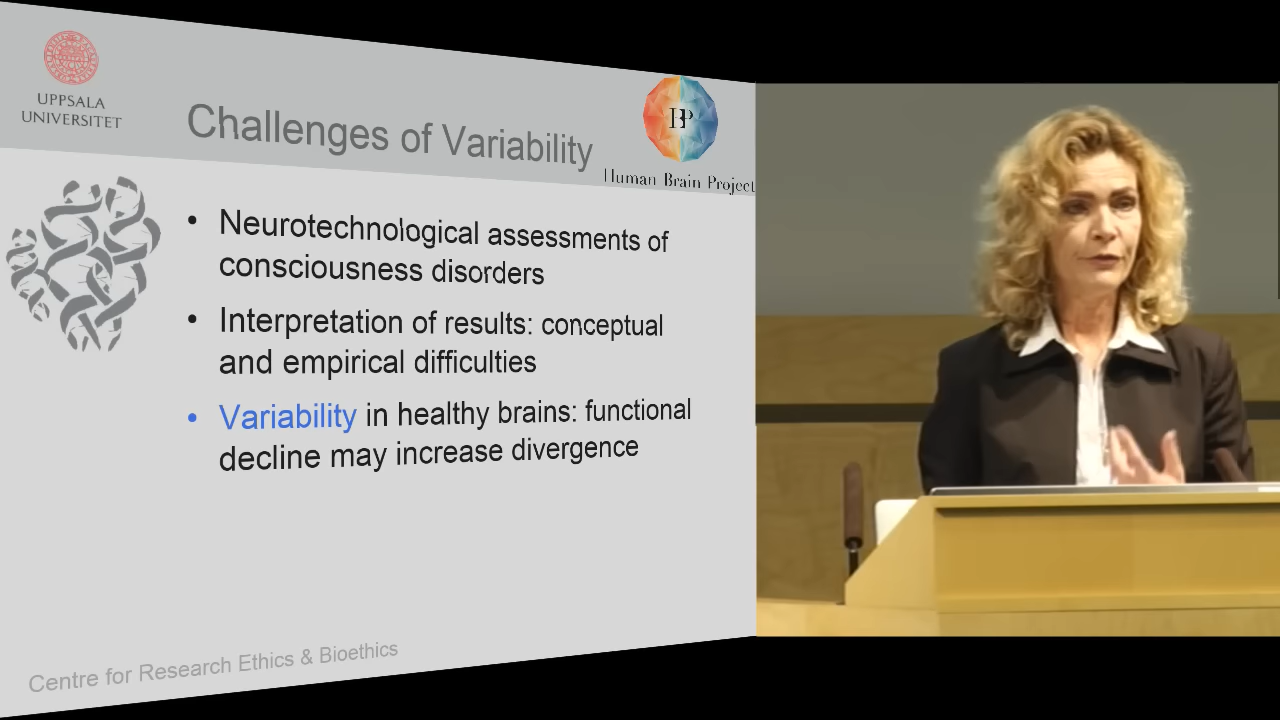 UPPSALA
UNIVERSITET
Challenges of Variability
Human Brain Project
• Neurotechnological assessments of
consciousness disorders
• Interpretation of results: conceptual
and empirical difficulties
• Variability in healthy brains: functional
decline may increase divergence
Centre for Research Ethics & Bioethics